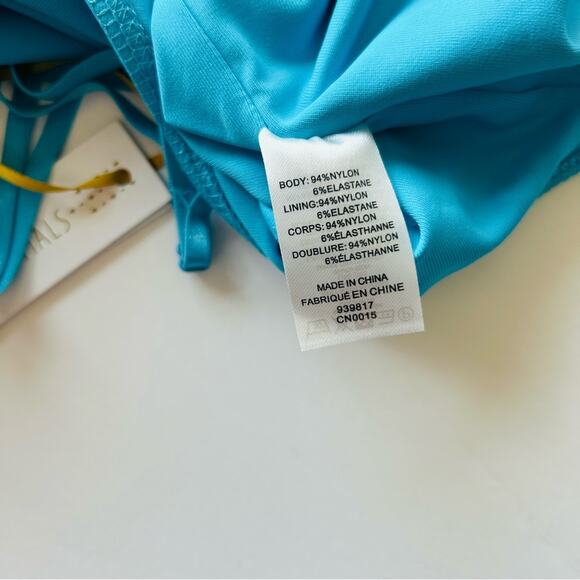 BODY: 94%NYLON
6%ELASTANE
LINING:94%NYLON
6%ELASTANE
CORPS: 94%NYLON
6%ÉLASTHANNE
DOUBLURE: 94%NYLON
6%ÉLASTHANNE
MADE IN CHINA
FABRIQUÉ EN CHINE
939817
CN0015